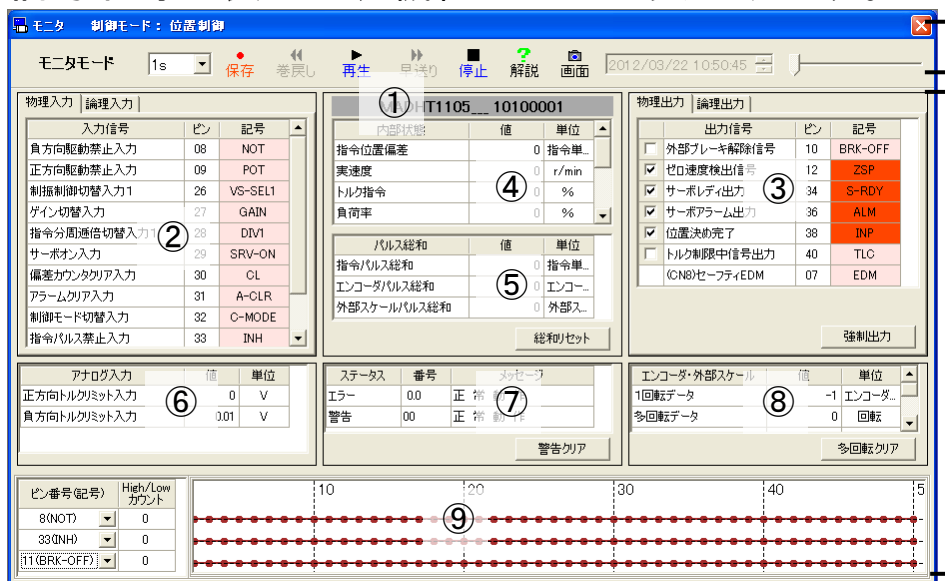 モニタ 制御モード： 位置制御
モニタモード 1s 保存 巻戻し 再生 早送り 停止 解説 画面 2012/03/22 10:50:45
物理入力 論理入力
入力信号 ピン 記号
負方向駆動禁止入力 08 NOT
正方向駆動禁止入力 09 POT
制振制御切替入力1 26 VS-SEL1
ゲイン切替入力 27 GAIN
指令分周逓倍切替入力1 28 DIV1
サーボオン入力 29 SRV-ON
偏差カウンタクリア入力 30 CL
アラームクリア入力 31 A-CLR
制御モード切替入力 32 C-MODE
指令パルス禁止入力 33 INH
②
①
MADHT1105___ 10100001
内部状態 値 単位
指令位置偏差 0 指令単...
実速度 0 r/min
トルク指令 0 %
負荷率 0 %
④
パルス総和 値 単位
指令パルス総和 0 指令単...
エンコーダパルス総和 0 エンコー...
外部スケールパルス総和 0 外部ス...
⑤
総和リセット
物理出力 論理出力
出力信号 ピン 記号
外部ブレーキ解除信号 10 BRK-OFF
ゼロ速度検出信号 12 ZSP
サーボレディ出力 34 S-RDY
サーボアラーム出力 36 ALM
位置決め完了 38 INP
トルク制限中信号出力 40 TLC
(CN8)セーフティEDM 07 EDM
③
強制出力
アナログ入力 値 単位
正方向トルクリミット入力 0 V
負方向トルクリミット入力 0.01 V
⑥
ステータス 番号 メッセージ
エラー 0.0 正 常 動 作
警告 00 正 常 動 作
⑦
警告クリア
エンコーダ・外部スケール 値 単位
1回転データ -1 エンコーダ...
多回転データ 0 回転
⑧
多回転クリア
ピン番号(記号) High/Low
カウント
8(NOT) 0
33(INH) 0
11(BRK-OFF) 0
10 20 30 40 5
⑨